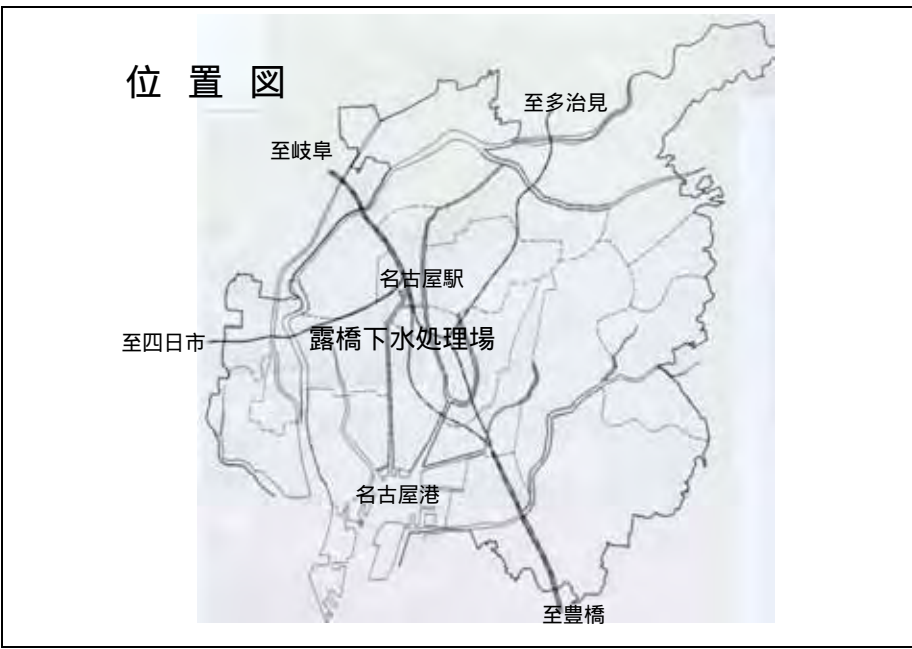 位 置 図
至多治見
至岐阜
名古屋駅
至四日市
露橋下水処理場
名古屋港
至豊橋